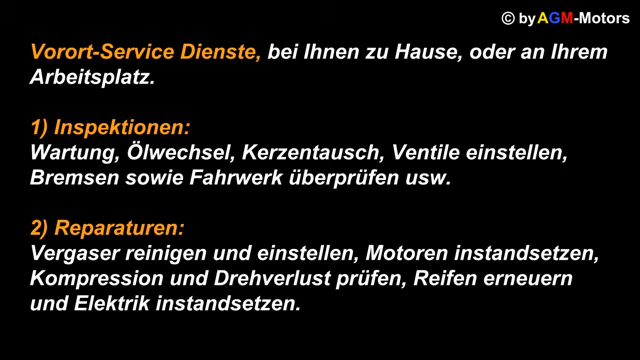 © by AGM-Motors
Vorort-Service Dienste, bei Ihnen zu Hause, oder an Ihrem
Arbeitsplatz.
1) Inspektionen:
Wartung, Ölwechsel, Kerzentausch, Ventile einstellen,
Bremsen sowie Fahrwerk überprüfen usw.
2) Reparaturen:
Vergaser reinigen und einstellen, Motoren instandsetzen,
Kompression und Drehverlust prüfen, Reifen erneuern
und Elektrik instandsetzen.